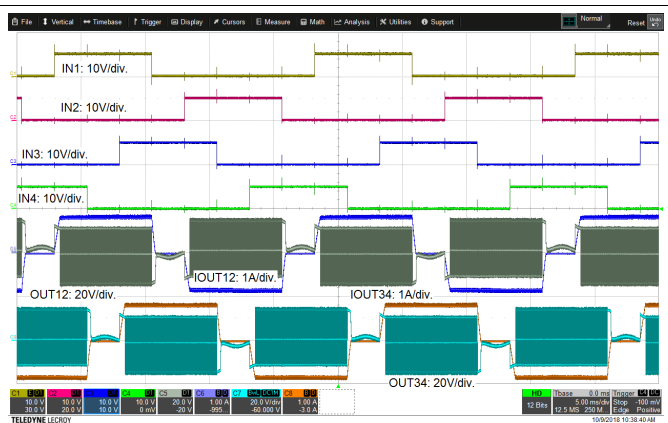 File Vertical Timebase Trigger Display Cursors Measure Math Analysis Utilities Support Normal Reset Undo
IN1: 10V/div.
IN2: 10V/div.
IN3: 10V/div.
IN4: 10V/div.
IOUT12: 1A/div.
OUT12: 20V/div. IOUT34: 1A/div.
OUT34: 20V/div.
C1 C2 C3 C4 C5 C6 C7 C8 HD Tbase 0.0 ms Trigger
10.0 V 10.0 V 10.0 V 10.0 V 20.0 V 1.00 A 20.0 V/div 1.00 A 12 Bits 5.00 ms/div Stop -100 mV
30.0 V 20.0 V 10.0 V 0 mV -20 V -995... -60.000 V -3.0 A 12.5 MS 250 M... Edge Positive
TELEDYNE LECROY 10/9/2018 10:38:40 AM